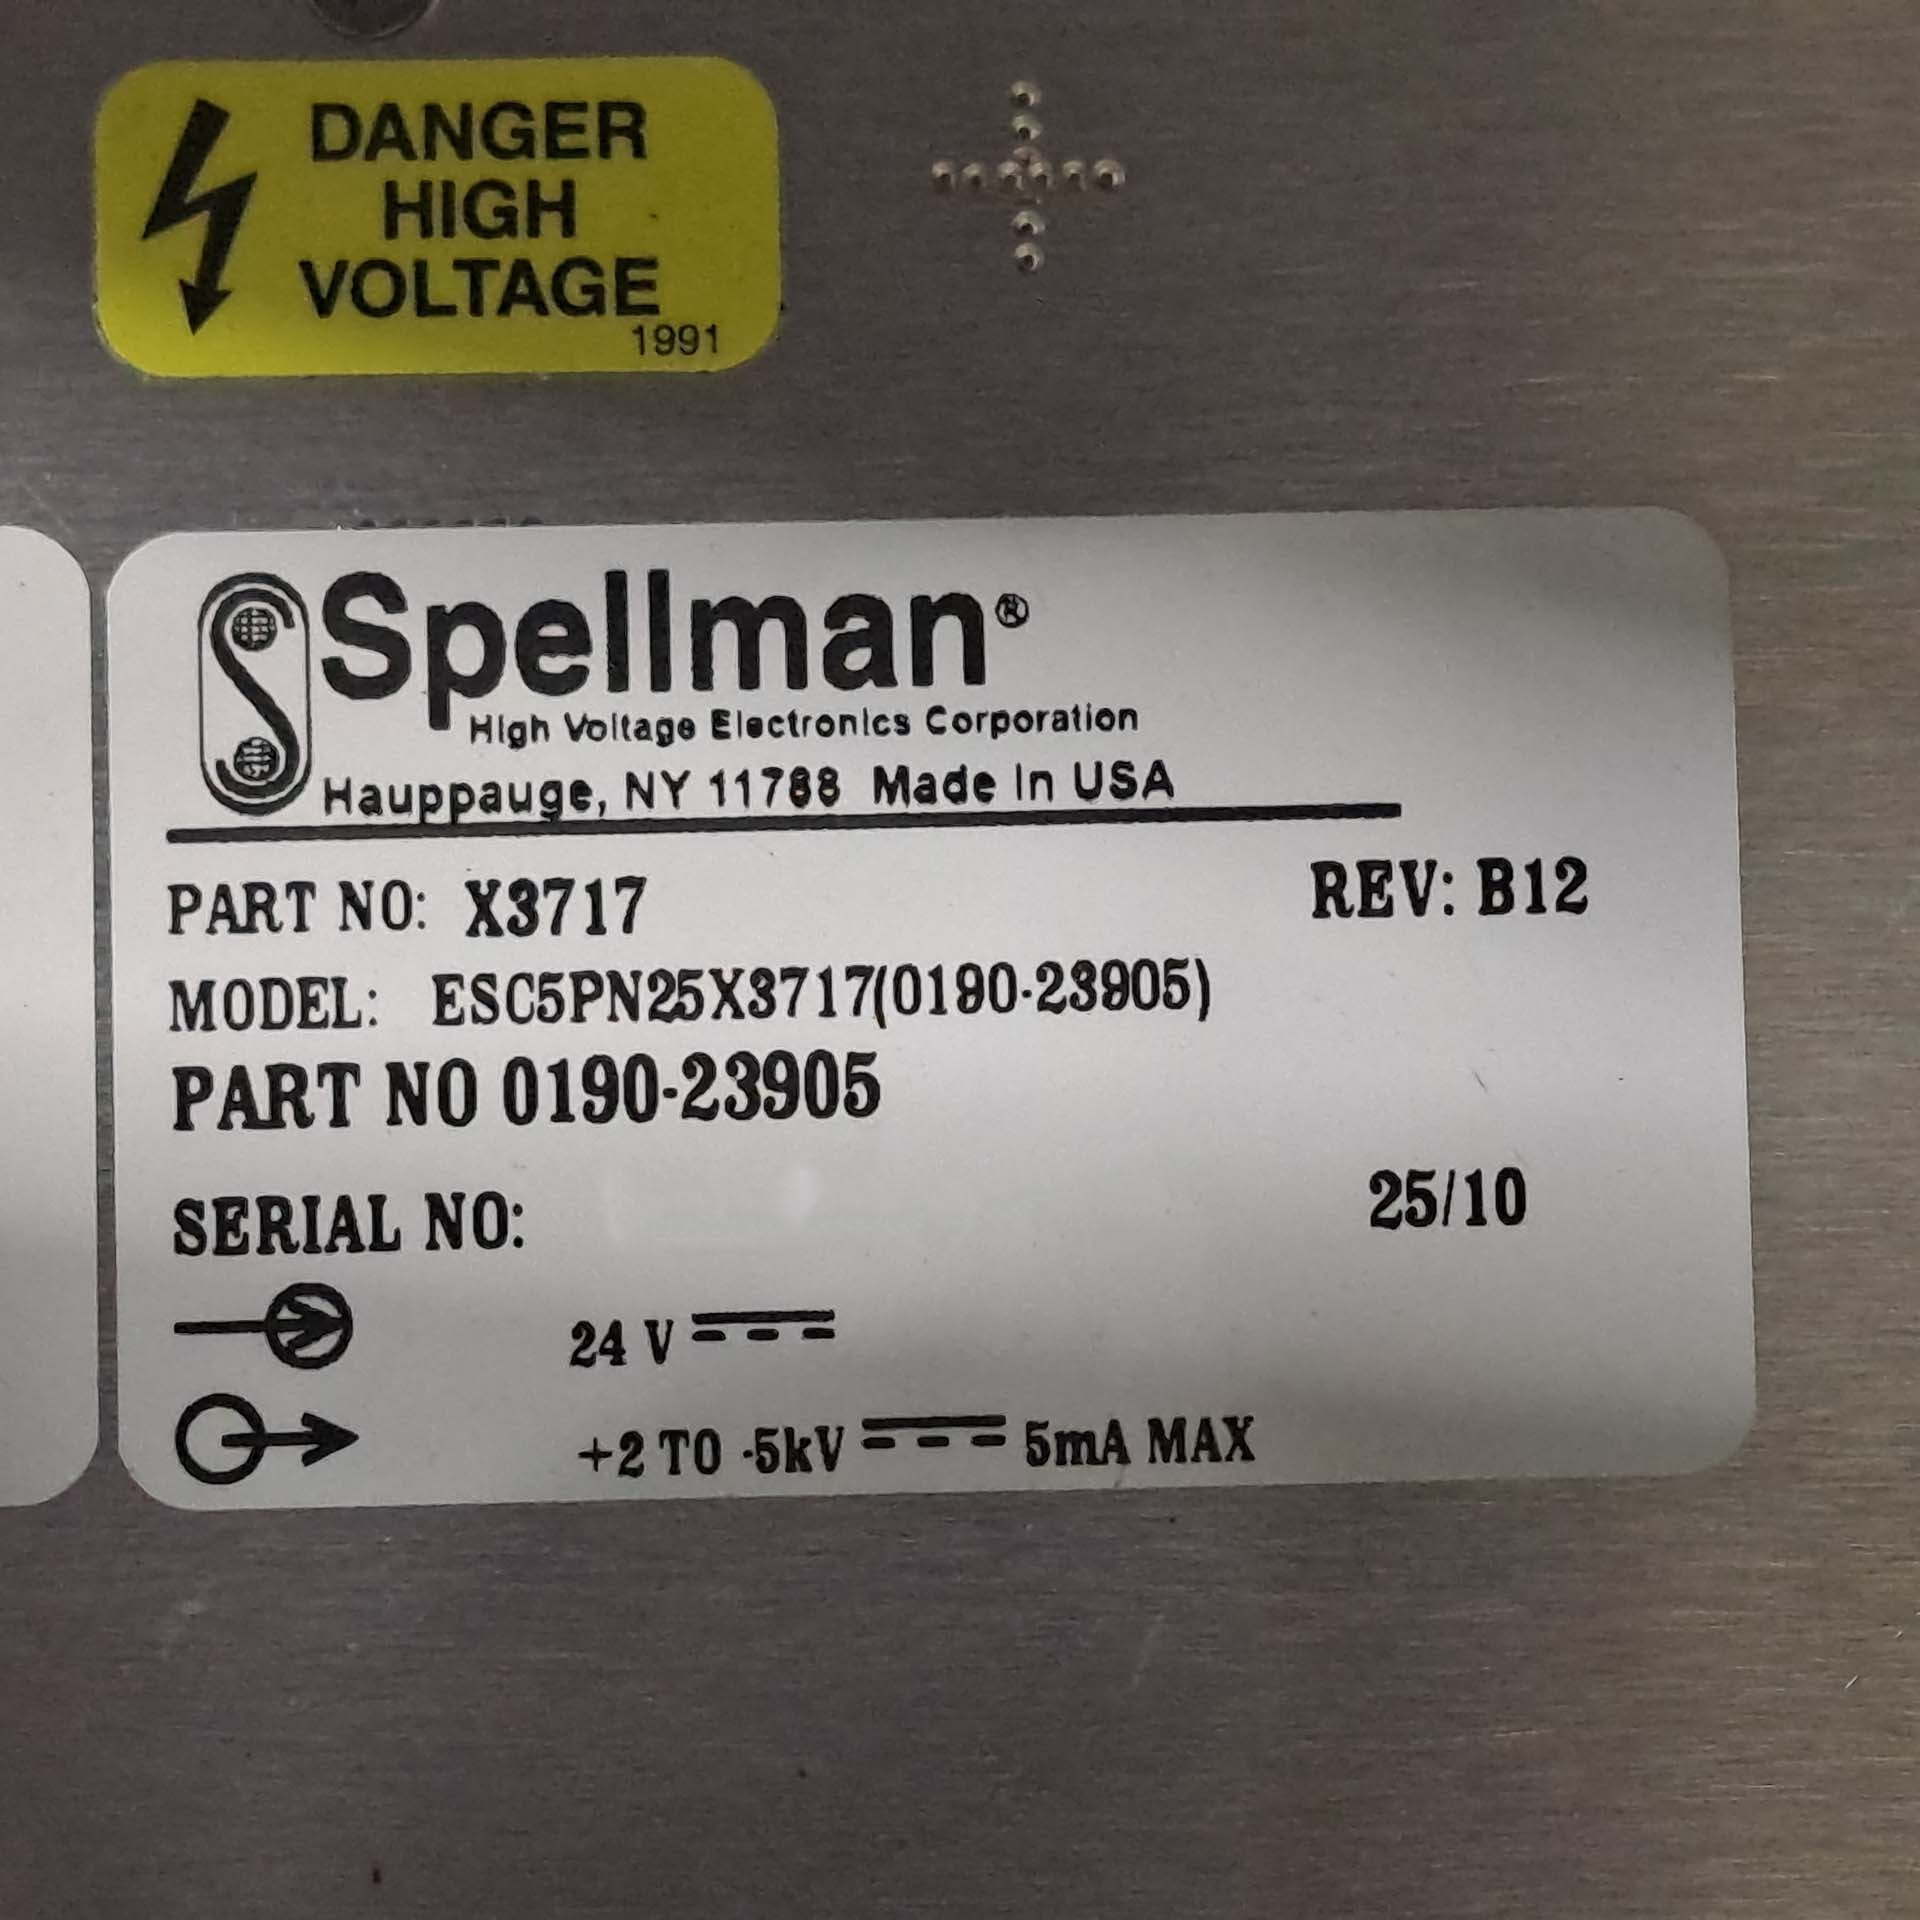 DANGER
HIGH
VOLTAGE
1991
Spellman®
High Voltage Electronics Corporation
Hauppauge, NY 11788 Made In USA
PART NO: X3717 REV: B12
MODEL: ESC5PN25X3717(0190-23905)
PART NO 0190-23905
SERIAL NO: 25/10
24 V
+2 TO -5kV 5mA MAX